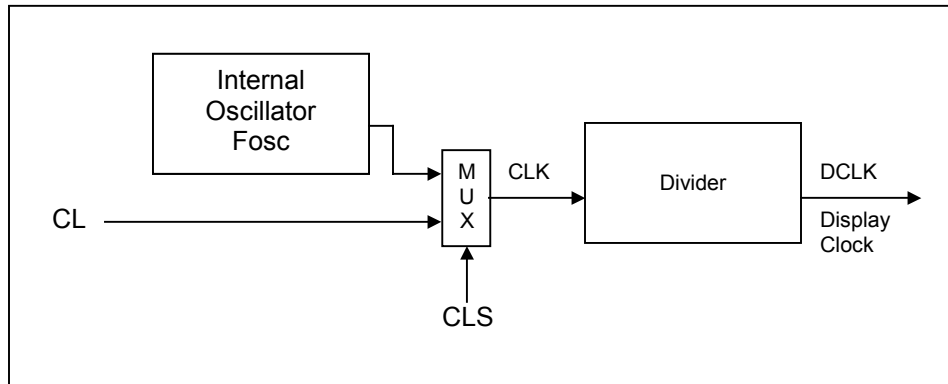 Internal
Oscillator
Fosc
M
U
X
CLK
Divider
DCLK
CL
Display
Clock
CLS